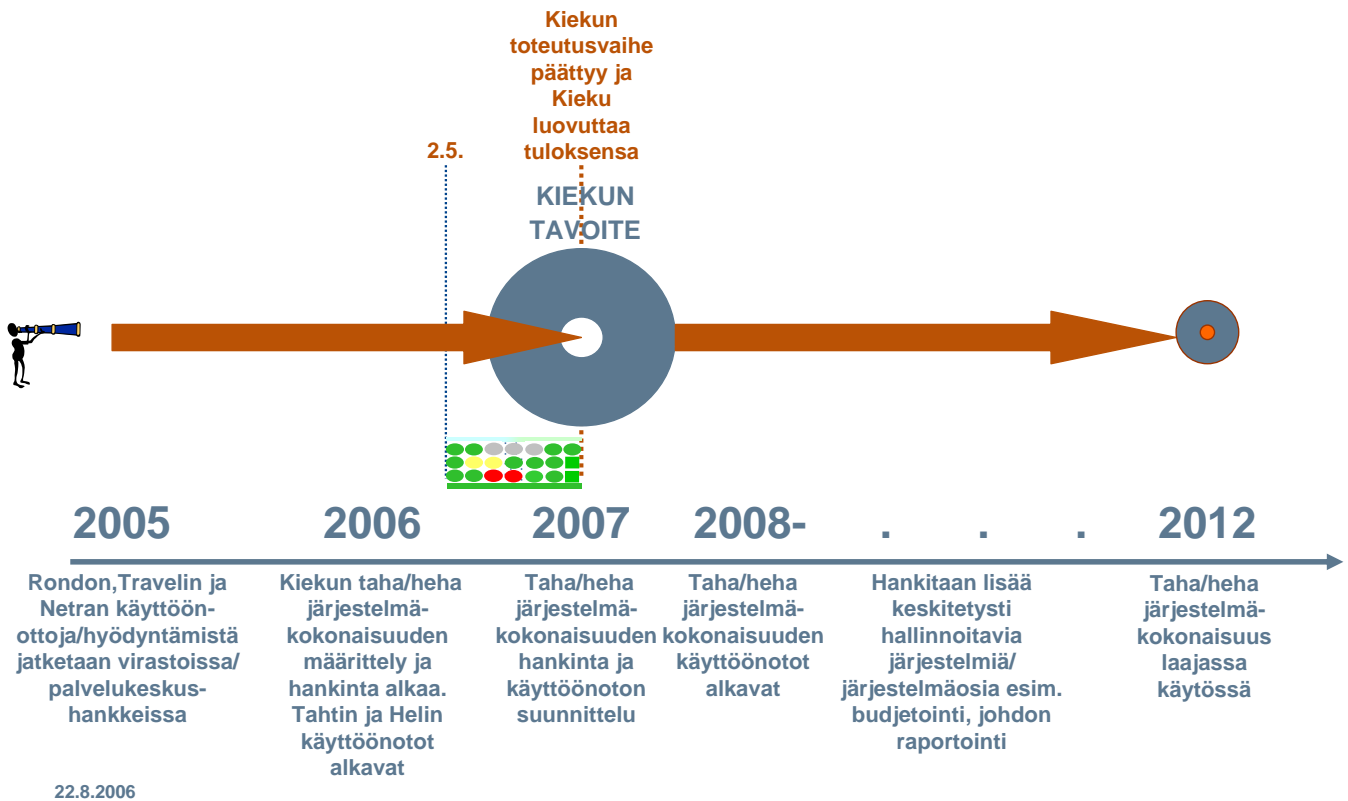 Kiekun
toteutusvaihe
päättyy ja
Kieku
luovuttaa
tuloksensa
2.5.
KIEKUN
TAVOITE
2005
2006
2007
2008-
. . .
2012
Rondon,Travelin ja
Netran käyttöön-
ottoja/hyödyntämistä
jatketaan virastoissa/
palvelukeskus-
hankkeissa
Kiekun taha/heha
järjestelmä-
kokonaisuuden
määrittely ja
hankinta alkaa.
Tahtin ja Helin
käyttöönotot
alkavat
Taha/heha
järjestelmä-
kokonaisuuden
hankinta ja
käyttöönoton
suunnittelu
Taha/heha
järjestelmä-
kokonaisuuden
käyttöönotot
alkavat
Hankitaan lisää
keskitetysti
hallinnoitavia
järjestelmiä/
järjestelmäosia esim.
budjetointi, johdon
raportointi
Taha/heha
järjestelmä-
kokonaisuus
laajassa
käytössä
22.8.2006